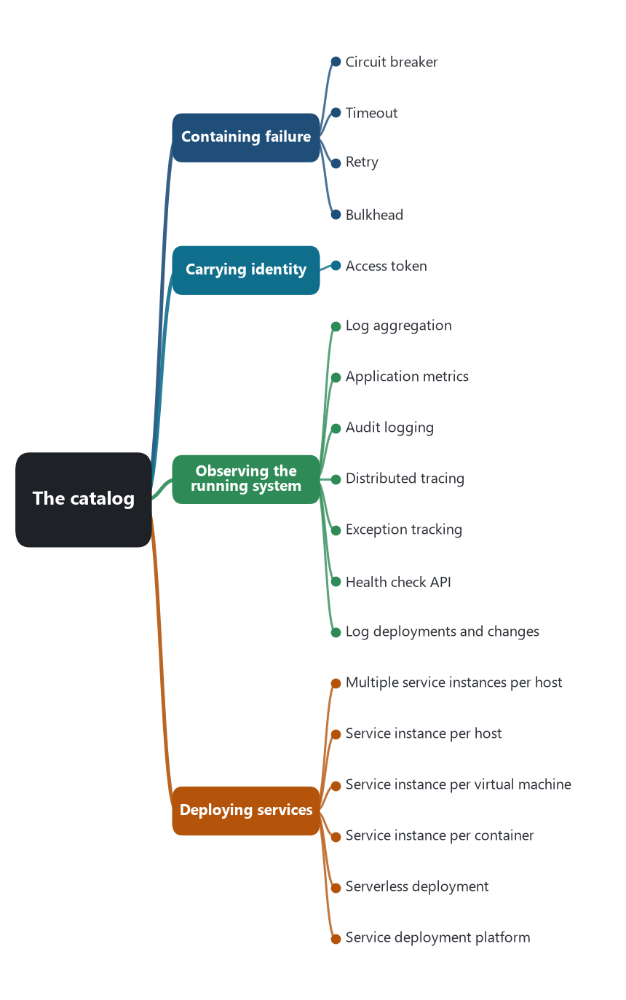 The catalog
Containing failure
Circuit breaker
Timeout
Retry
Bulkhead
Carrying identity
Access token
Observing the
running system
Log aggregation
Application metrics
Audit logging
Distributed tracing
Exception tracking
Health check API
Log deployments and changes
Deploying services
Multiple service instances per host
Service instance per host
Service instance per virtual machine
Service instance per container
Serverless deployment
Service deployment platform